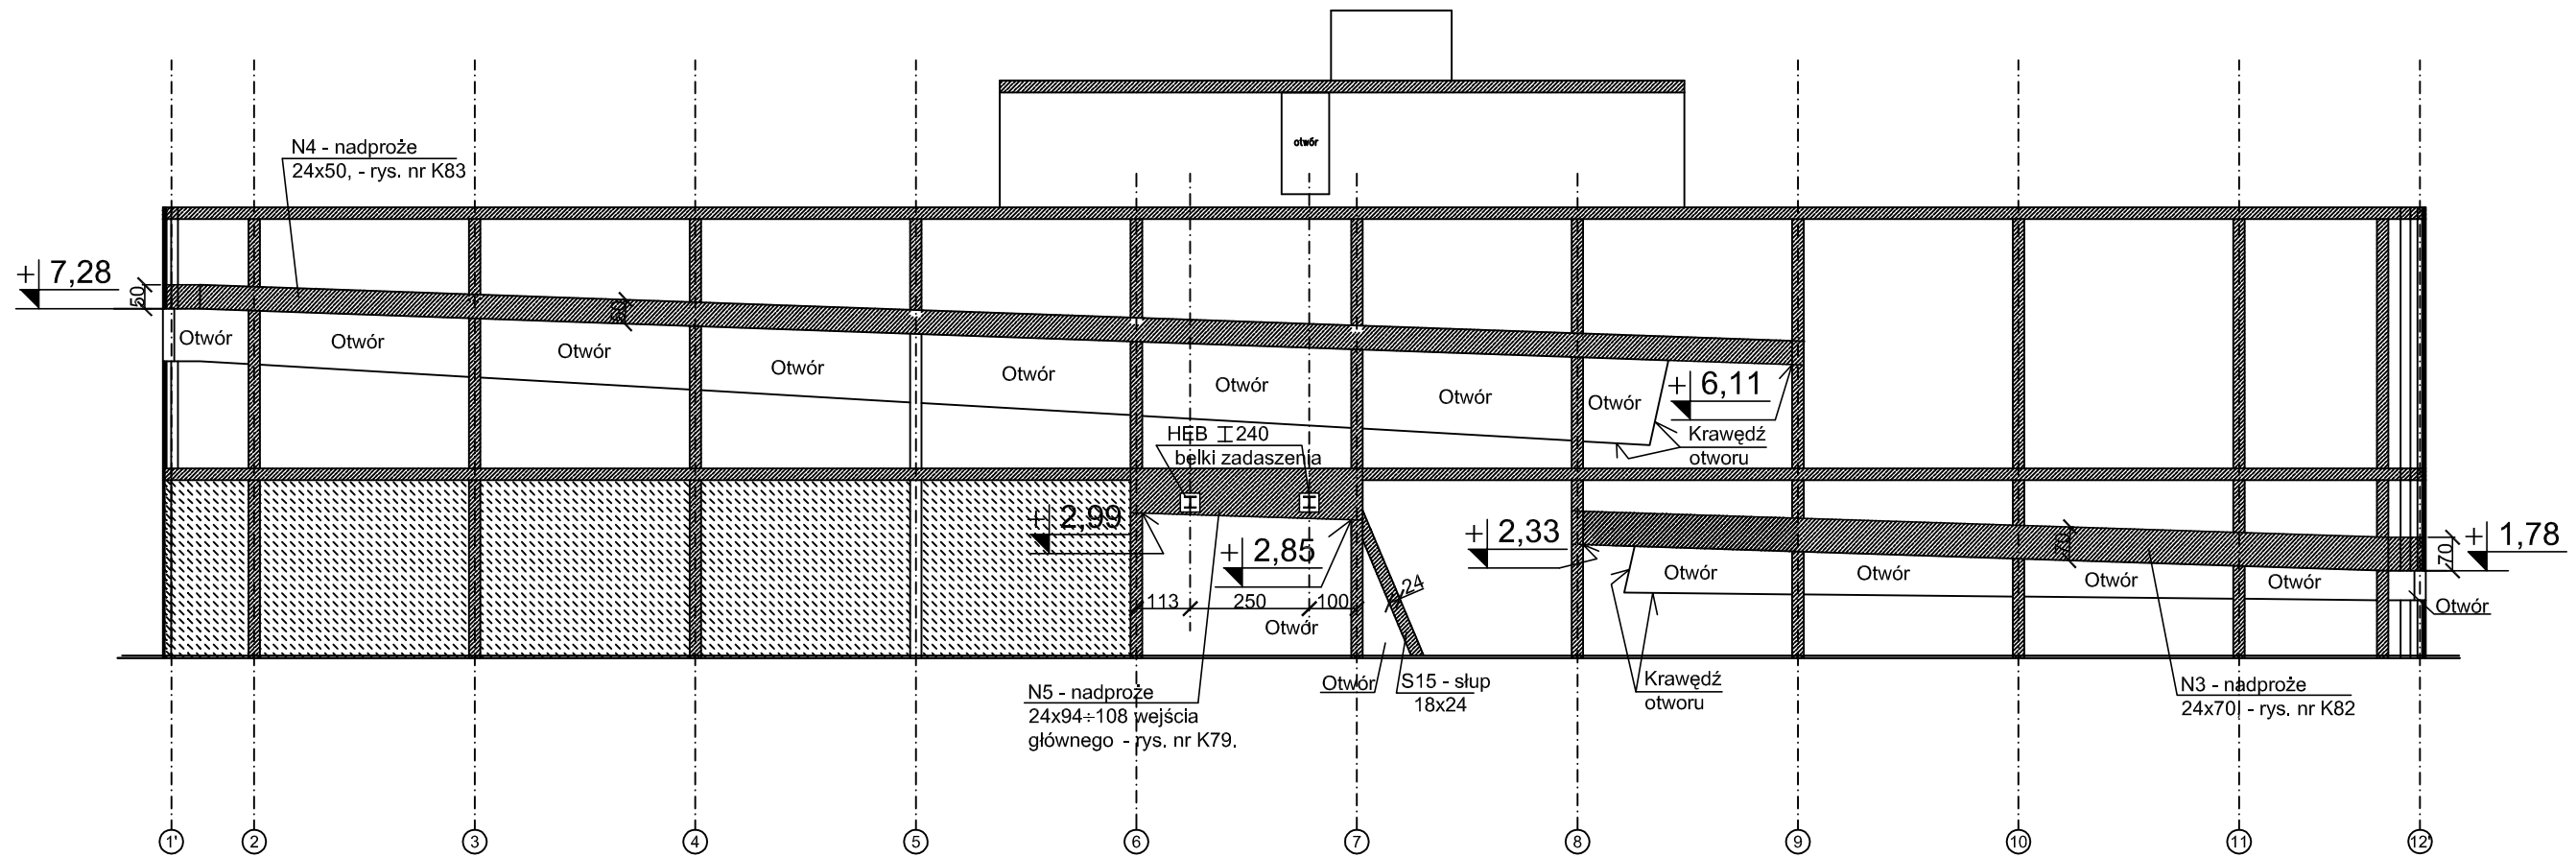 otwór
N4 - nadproże
24x50, - rys. nr K83
+ 7,28
50
50
Otwór
Otwór
Otwór
Otwór
Otwór
Otwór
Otwór
Otwór
+ 6,11
Krawędź
otworu
HEB I 240
belki zadaszenia
+ 2,99
+ 2,85
+ 2,33
+ 1,78
70
70
Otwór
Otwór
Otwór
Otwór
Otwór
24
113
250
100
Otwór
Otwór
S15 - słup
18x24
Krawędź
otworu
N5 - nadproże
24x94÷108 wejścia
głównego - rys. nr K79.
N3 - nadproże
24x70, - rys. nr K82
1' 2 3 4 5 6 7 8 9 10 11 12'